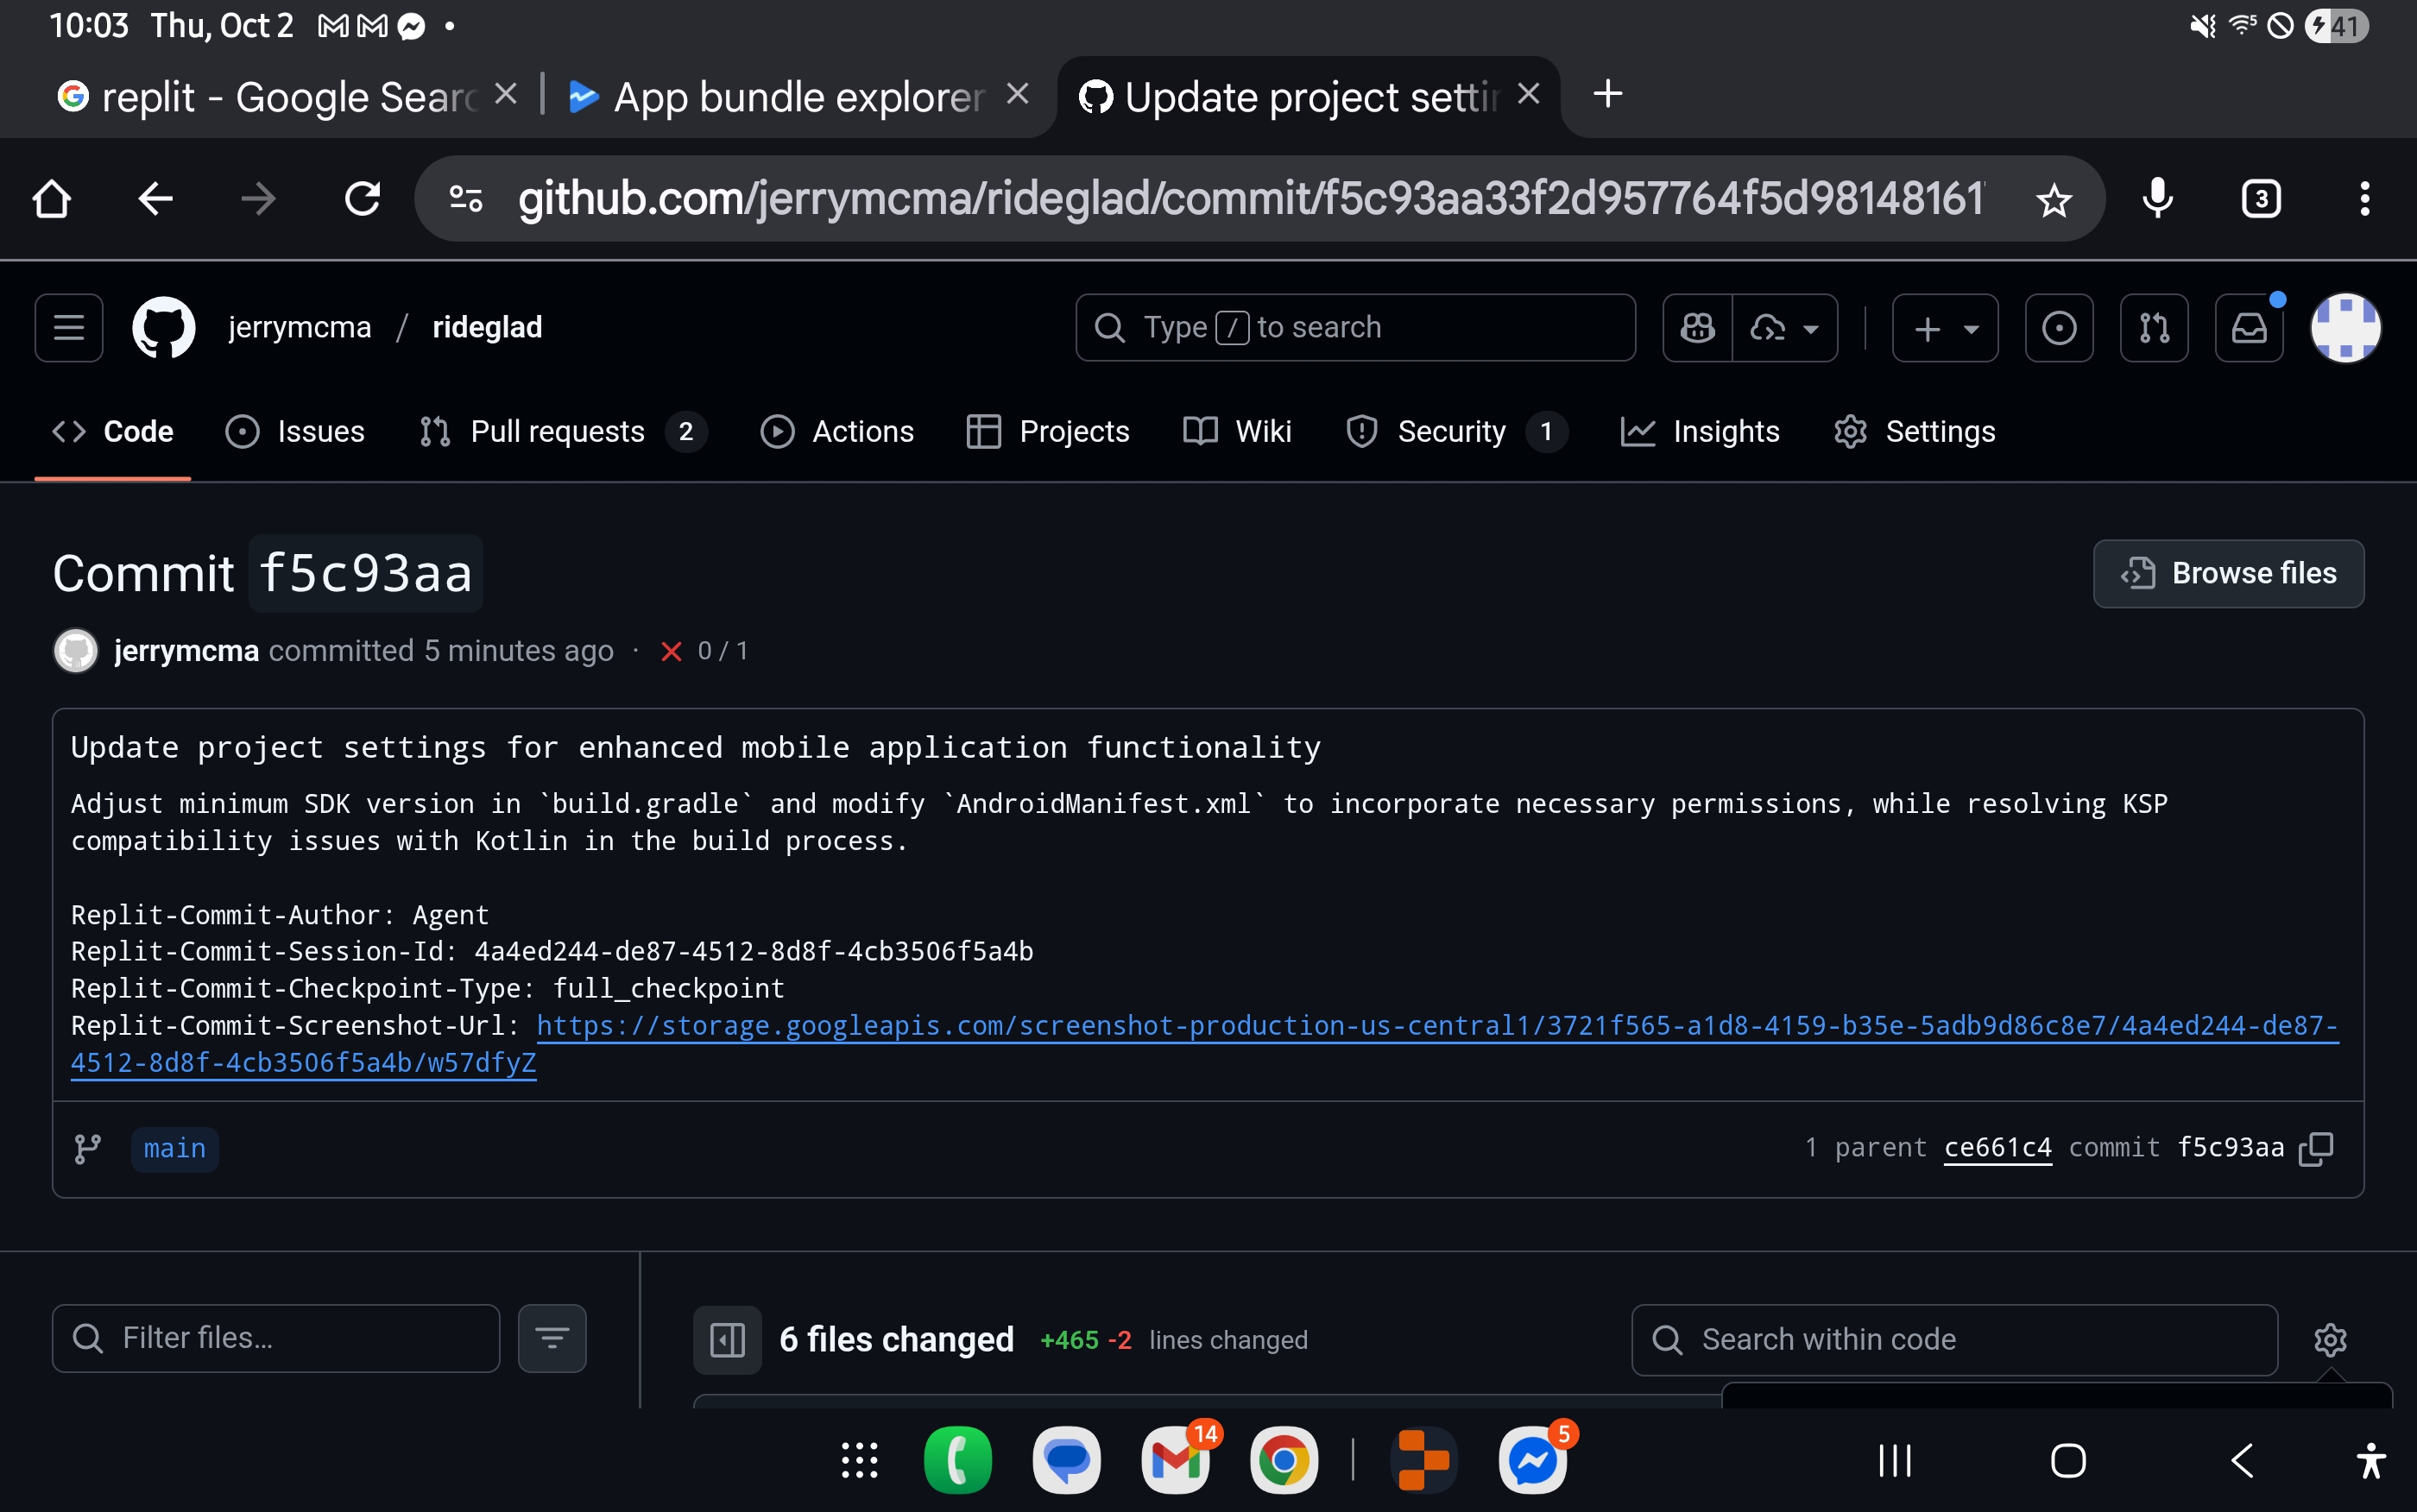 10:03 Thu, Oct 2
41
replit - Google Searc
App bundle explorer
Update project settin
github.com/jerrymcma/rideglad/commit/f5c93aa33f2d957764f5d98148161
3
jerrymcma / rideglad
Type / to search
Code
Issues
Pull requests 2
Actions
Projects
Wiki
Security 1
Insights
Settings
Commit f5c93aa
Browse files
jerrymcma committed 5 minutes ago · 0 / 1
Update project settings for enhanced mobile application functionality
Adjust minimum SDK version in `build.gradle` and modify `AndroidManifest.xml` to incorporate necessary permissions, while resolving KSP
compatibility issues with Kotlin in the build process.
Replit-Commit-Author: Agent
Replit-Commit-Session-Id: 4a4ed244-de87-4512-8d8f-4cb3506f5a4b
Replit-Commit-Checkpoint-Type: full_checkpoint
Replit-Commit-Screenshot-Url: https://storage.googleapis.com/screenshot-production-us-central1/3721f565-a1d8-4159-b35e-5adb9d86c8e7/4a4ed244-de87-
4512-8d8f-4cb3506f5a4b/w57dfyZ
main
1 parent ce661c4 commit f5c93aa
Filter files...
6 files changed +465 -2 lines changed
Search within code
14
5